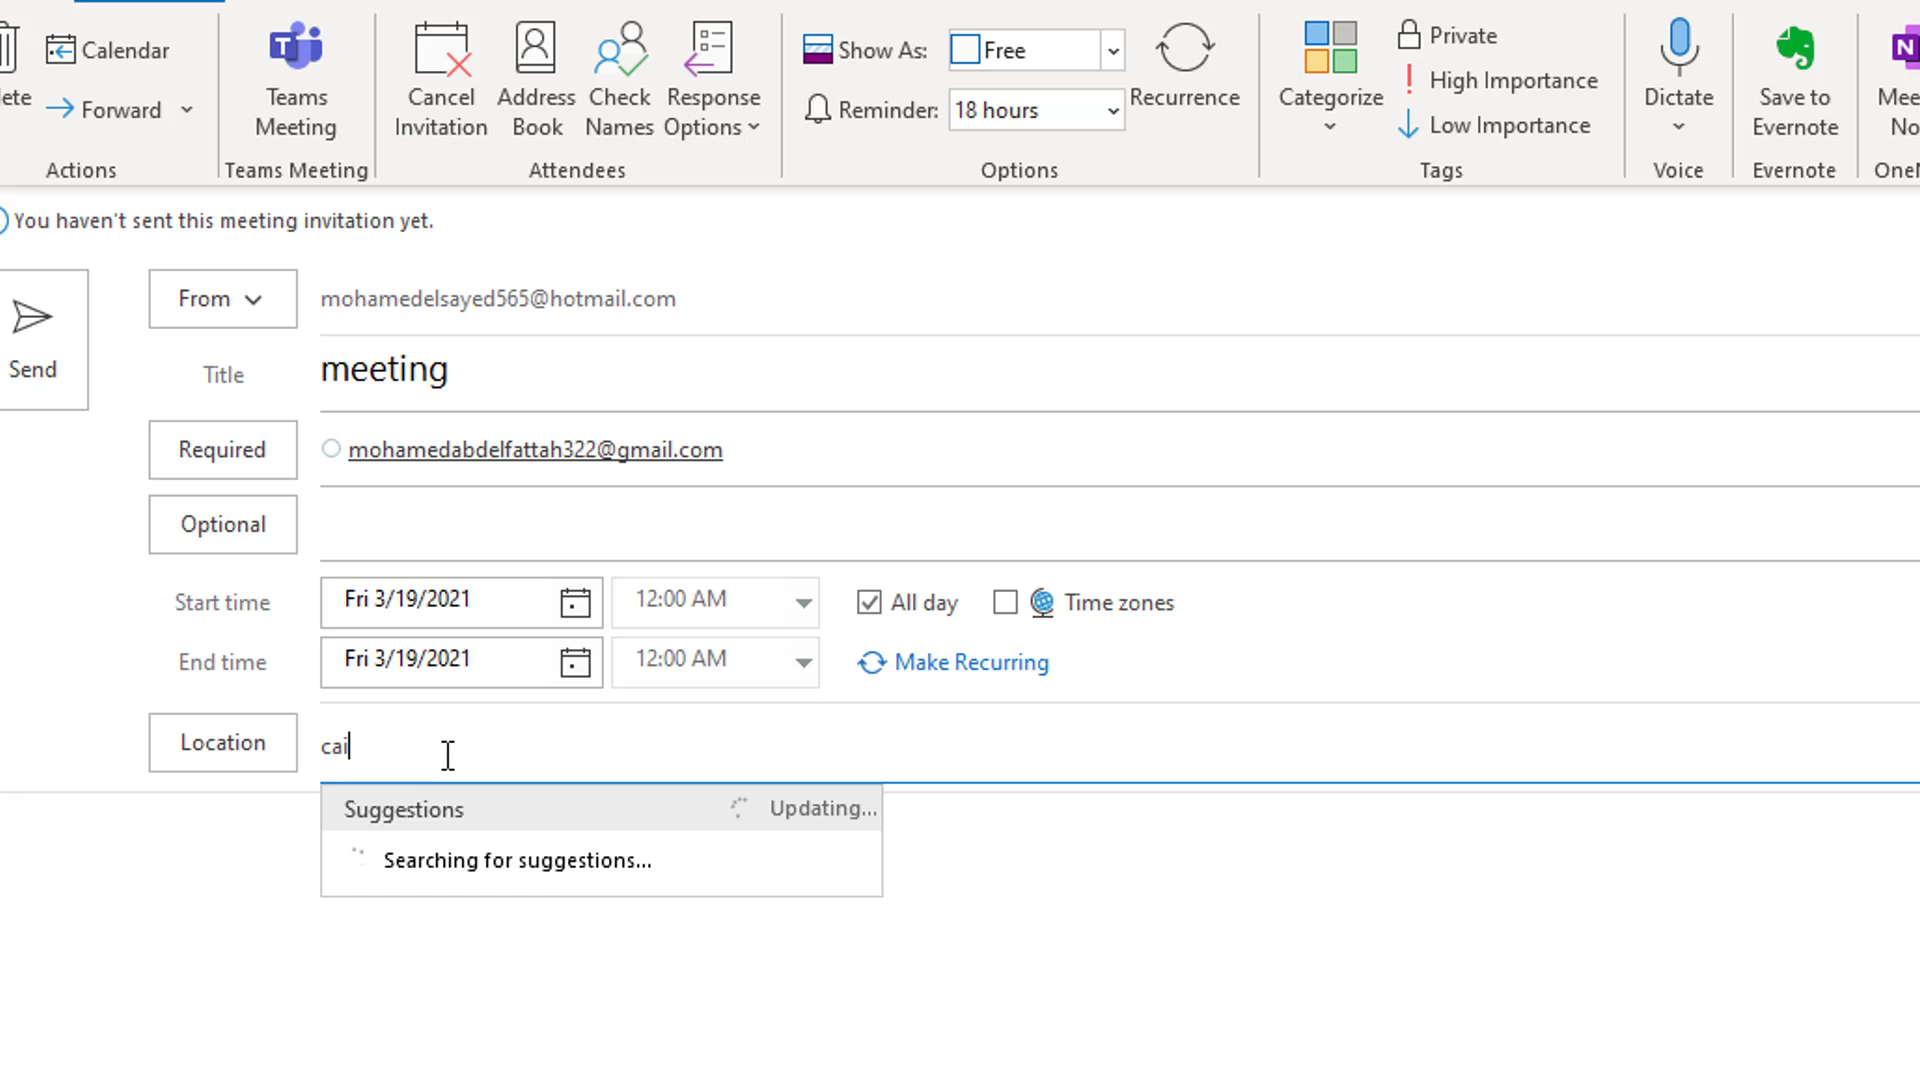 lete
Calendar
Forward
Actions
Teams
Meeting
Teams Meeting
Cancel
Invitation
Address
Book
Check
Names
Response
Options
Attendees
Show As: Free
Reminder: 18 hours
Recurrence
Options
Categorize
Private
High Importance
Low Importance
Tags
Dictate
Voice
Save to
Evernote
Evernote
N
Mee
No
OneN
You haven't sent this meeting invitation yet.
Send
From mohamedelsayed565@hotmail.com
Title meeting
Required mohamedabdelfattah322@gmail.com
Optional
Start time Fri 3/19/2021 12:00 AM All day Time zones
End time Fri 3/19/2021 12:00 AM Make Recurring
Location cai
Suggestions Updating...
Searching for suggestions...